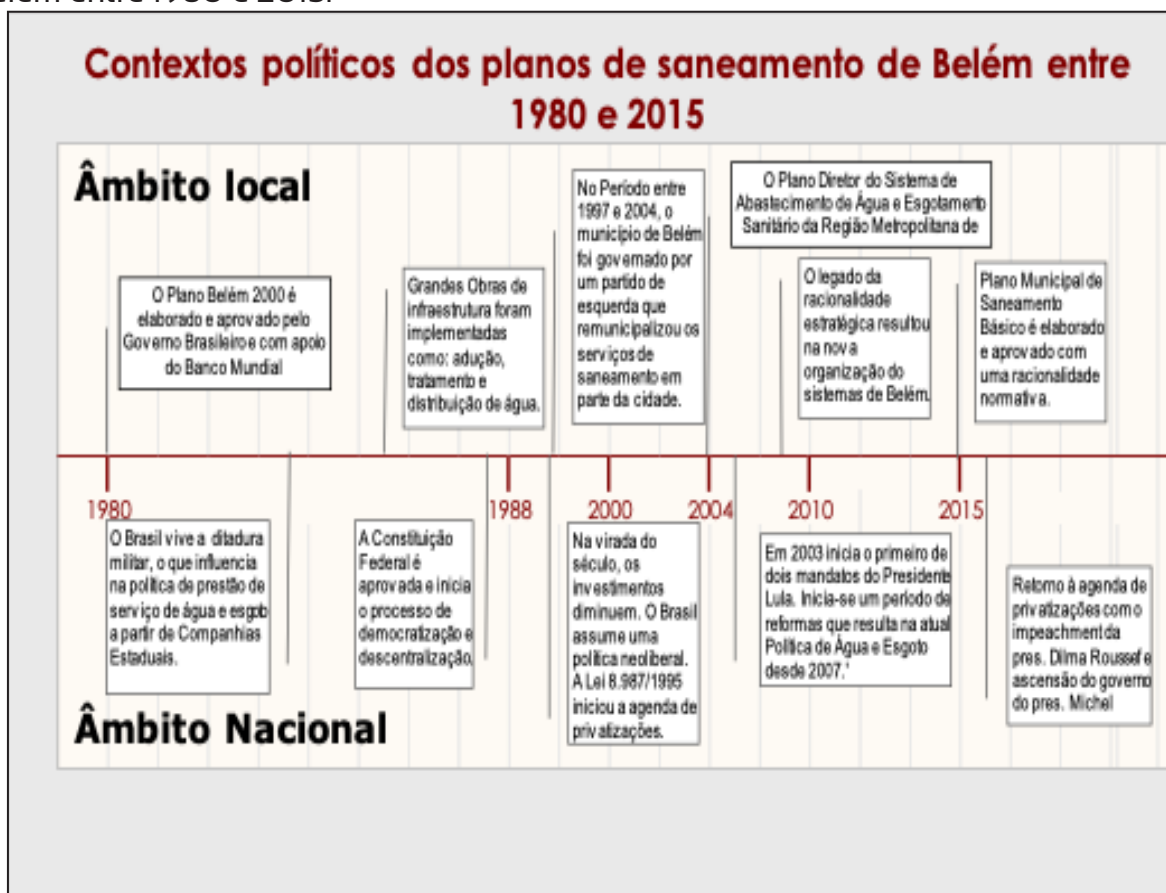 Contextos políticos dos planos de saneamento de Belém entre
1980 e 2015
Âmbito local
O Plano Belém 2000 é
elaborado e aprovado pelo
Governo Brasileiro e com apoio
do Banco Mundial
Grandes Obras de
infraestrutura foram
implementadas
como: adução,
tratamento e
distribuição de água.
No Período entre
1997 e 2004, o
município de Belém
foi governado por
um partido de
esquerda que
remunicipalizou os
serviços de
saneamento em
parte da cidade.
O Plano Diretor do Sistema de
Abastecimento de Água e Esgotamento
Sanitário da Região Metropolitana de
O legado da
racionalidade
estratégica resultou
na nova
organização do
sistemas de Belém.
Plano Municipal de
Saneamento
Básico é elaborado
e aprovado com
uma racionalidade
normativa.
1980
1988
2000
2004
2010
2015
O Brasil vive a ditadura
militar, o que influencia
na política de prestão de
serviço de água e esgoto
a partir de Companhias
Estaduais.
A Constituição
Federal é
aprovada e inicia
o processo de
democratização e
descentralização.
Na virada do
século, os
investimentos
diminuem. O Brasil
assume uma
política neoliberal.
A Lei 8.987/1995
iniciou a agenda de
privatizações.
Em 2003 inicia o primeiro de
dois mandatos do Presidente
Lula. Inicia-se um período de
reformas que resulta na atual
Política de Água e Esgoto
desde 2007.'
Retorno à agenda de
privatizações com o
impeachment da
pres. Dilma Roussef e
ascensão do governo
do pres. Michel
Âmbito Nacional